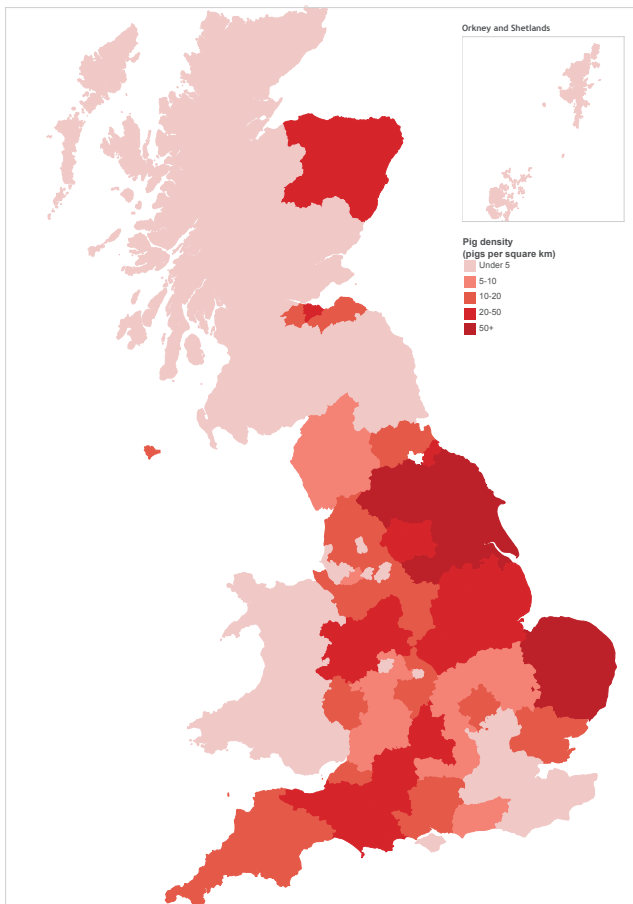 Orkney and Shetlands
Pig density
(pigs per square km)
Under 5
5-10
10-20
20-50
50+